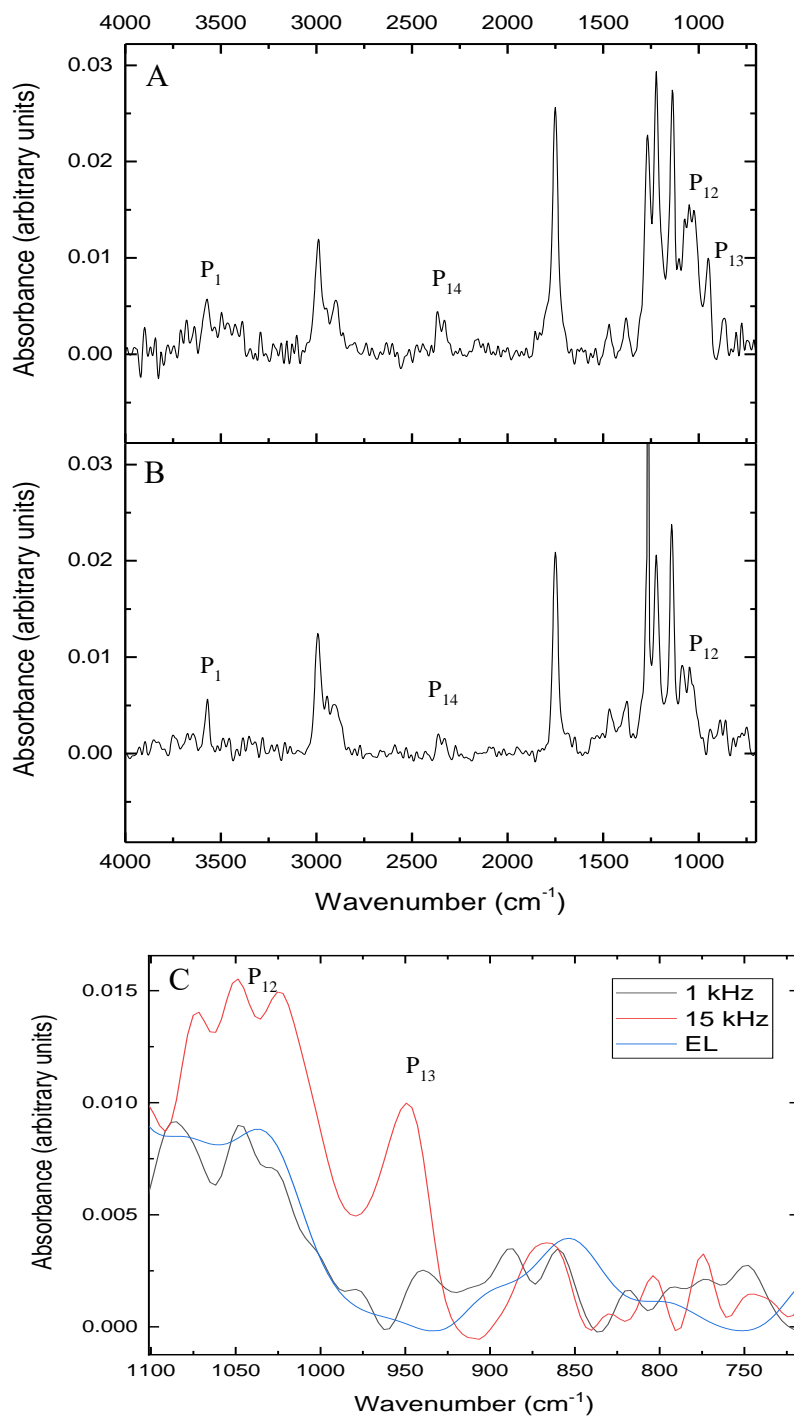 4000 3500 3000 2500 2000 1500 1000
A
Absorbance (arbitrary units)
0.03
0.02
0.01
0.00
P1
P14
P12
P13
B
Absorbance (arbitrary units)
0.03
0.02
0.01
0.00
P1
P14
P12
4000 3500 3000 2500 2000 1500 1000
Wavenumber (cm-1)
C
Absorbance (arbitrary units)
0.015
0.010
0.005
0.000
P12
P13
1 kHz
15 kHz
EL
1100 1050 1000 950 900 850 800 750
Wavenumber (cm-1)